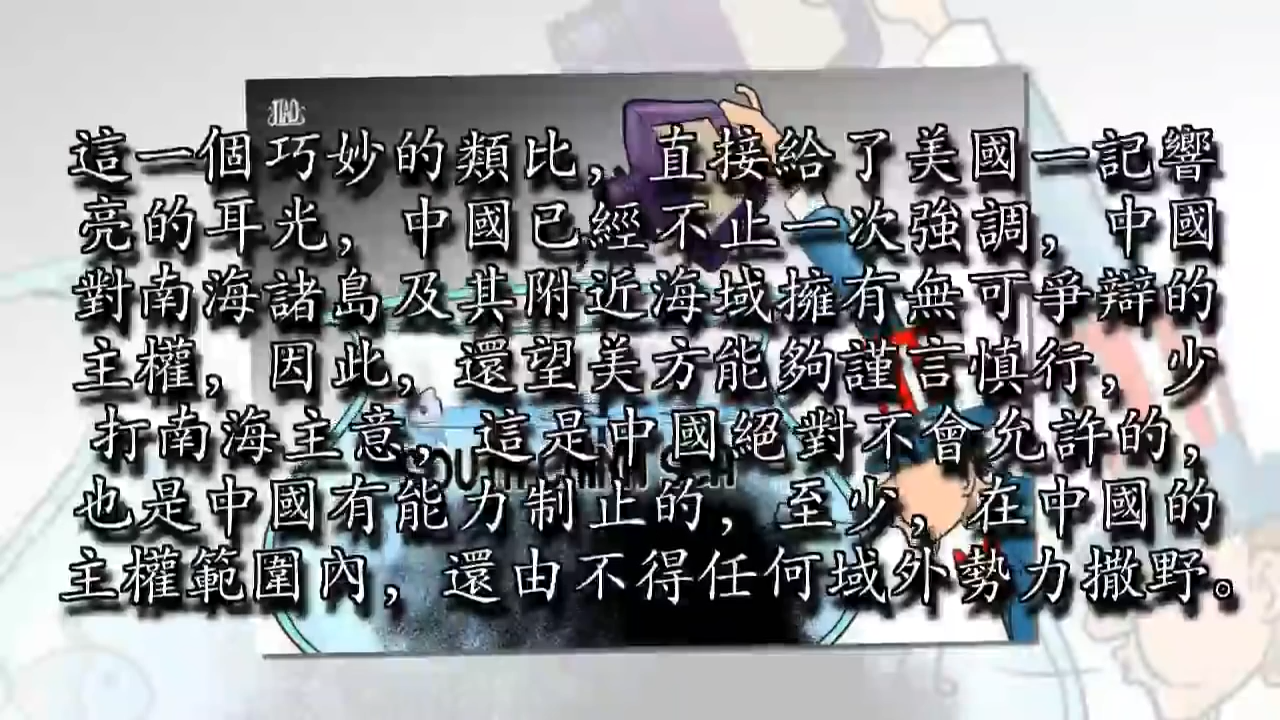 JIAO
這一個巧妙的類比，直接給了美國一記響
亮的耳光，中國已經不止一次強調，中國
對南海諸島及其附近海域擁有無可爭辯的
主權，因此，還望美方能夠謹言慎行，少
打南海主意，這是中國絕對不會允許的，
SOUTH CHINA SEA
也是中國有能力制止的，至少，在中國的
主權範圍內，還由不得任何域外勢力撒野。